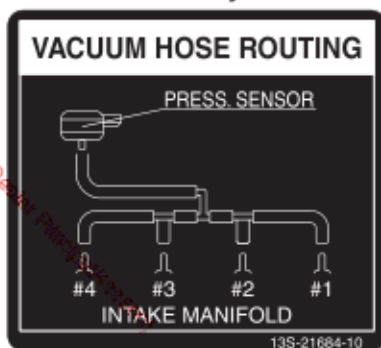 VACUUM HOSE ROUTING
PRESS. SENSOR
#4 #3 #2 #1
INTAKE MANIFOLD
13S-21684-10